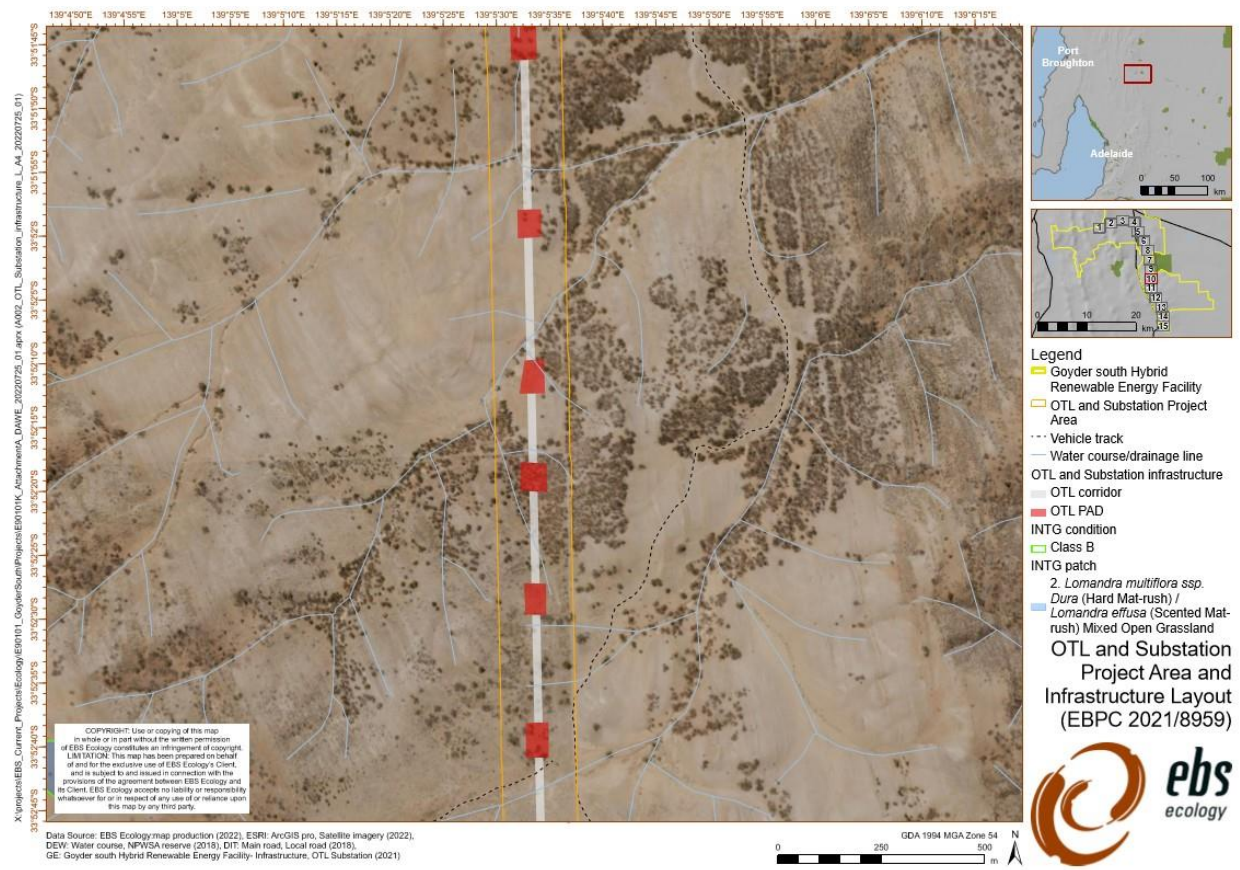 139°4'50"E 139°4'55"E 139°5'E 139°5'5"E 139°5'10"E 139°5'15"E 139°5'20"E 139°5'25"E 139°5'30"E 139°5'35"E 139°5'40"E 139°5'45"E 139°5'50"E 139°5'55"E 139°6'E 139°6'5"E 139°6'10"E 139°6'15"E
33°51'45"S
33°51'50"S
33°51'55"S
33°52'S
33°52'5"S
33°52'10"S
33°52'15"S
33°52'20"S
33°52'25"S
33°52'30"S
33°52'35"S
33°52'40"S
33°52'45"S
X:\projects\EBS_Current_Projects\Ecology\E90101_GoyderSouth\Projects\E90101K_AttachmentA_DAWE_20220725_01.aprx (A002_OTL_Substation_infrastructure_L_A4_20220725_01)
COPYRIGHT: Use or copying of this map
in whole or in part without the written permission
of EBS Ecology constitutes an infringement of copyright.
LIMITATION: This map has been prepared on behalf
of and for the exclusive use of EBS Ecology's Client,
and is subject to and issued in connection with the
provisions of the agreement between EBS Ecology and
its Client. EBS Ecology accepts no liability or responsibility
whatsoever for or in respect of any use of or reliance upon
this map by any third party.
Data Source: EBS Ecology:map production (2022), ESRI: ArcGIS pro, Satellite imagery (2022),
DEW: Water course, NPWSA reserve (2018), DIT: Main road, Local road (2018),
GE: Goyder south Hybrid Renewable Energy Facility- Infrastructure, OTL Substation (2021)
GDA 1994 MGA Zone 54
N
0 250 500
m
Port
Broughton
Adelaide
0 50 100
km
1 2 3 4
5
6
8
7
9
10
11
12
13
14
15
0 10 20
km
Legend
Goyder south Hybrid
Renewable Energy Facility
OTL and Substation Project
Area
Vehicle track
Water course/drainage line
OTL and Substation infrastructure
OTL corridor
OTL PAD
INTG condition
Class B
INTG patch
2. Lomandra multiflora ssp.
Dura (Hard Mat-rush) /
Lomandra effusa (Scented Mat-
rush) Mixed Open Grassland
OTL and Substation
Project Area and
Infrastructure Layout
(EBPC 2021/8959)
ebs
ecology